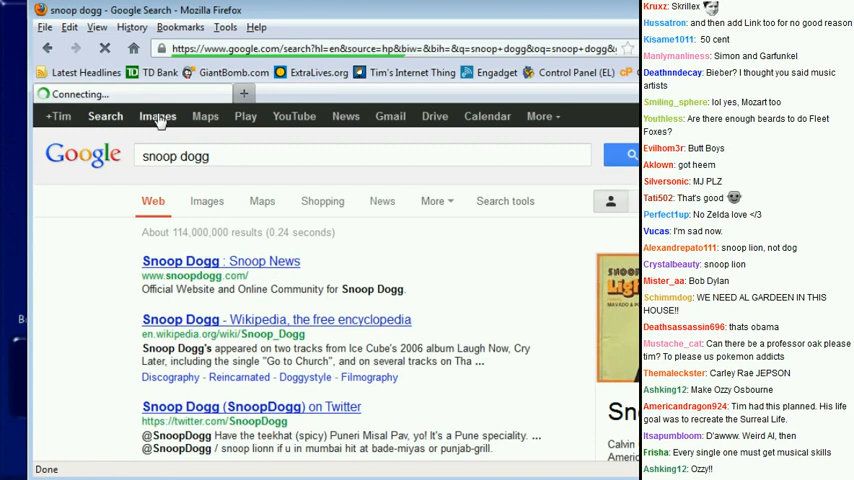 snoop dogg - Google Search - Mozilla Firefox
File Edit View History Bookmarks Tools Help
https://www.google.com/search?hl=en&source=hp&biw=&bih=&q=snoop+dogg&oq=snoop+dogg&
Latest Headlines TD Bank GiantBomb.com ExtraLives.org Tim's Internet Thing Engadget Control Panel (EL)
Connecting...
+Tim Search Images Maps Play YouTube News Gmail Drive Calendar More
Google snoop dogg
Web Images Maps Shopping News More Search tools
About 114,000,000 results (0.24 seconds)
Snoop Dogg : Snoop News
www.snoopdogg.com/
Official Website and Online Community for Snoop Dogg.
Snoop Dogg - Wikipedia, the free encyclopedia
en.wikipedia.org/wiki/Snoop_Dogg
Snoop Dogg's appeared on two tracks from Ice Cube's 2006 album Laugh Now, Cry
Later, including the single "Go to Church", and on several tracks on Tha ...
Discography - Reincarnated - Doggystyle - Filmography
Snoop Dogg (SnoopDogg) on Twitter
https://twitter.com/SnoopDogg
@SnoopDogg Have the teekhat (spicy) Puneri Misal Pav, yo! It's a Pune speciality. ...
@SnoopDogg / snoop lionn if u in mumbai hit at bade-miyas or punjab-grill.
Done
Kruxz: Skrillex
Hussatron: and then add Link too for no good reason
Kisame1011: 50 cent
Manlymanliness: Simon and Garfunkel
Deathnndecay: Bieber? I thought you said music
artists
Smiling_sphere: lol yes, Mozart too
Youthless: Are there enough beards to do Fleet
Foxes?
Evilhom3r: Butt Boys
Aklown: got heem
Silversonic: MJ PLZ
Tati502: That's good
Perfect1up: No Zelda love </3
Vucas: I'm sad now.
Alexandrepato111: snoop lion, not dog
Crystalbeauty: snoop lion
Mister_aa: Bob Dylan
Schimmdog: WE NEED AL GARDEEN IN THIS
HOUSE!!
Deathsassassin696: thats obama
Mustache_cat: Can there be a professor oak please
tim? To please us pokemon addicts
Themaleckster: Carley Rae JEPSON
Ashking12: Make Ozzy Osbourne
Americandragon924: Tim had this planned. His life
goal was to recreate the Surreal Life.
Itsapumbloom: D'awww. Weird Al, then
Frisha: Every single one must get musical skills
Ashking12: Ozzy!!